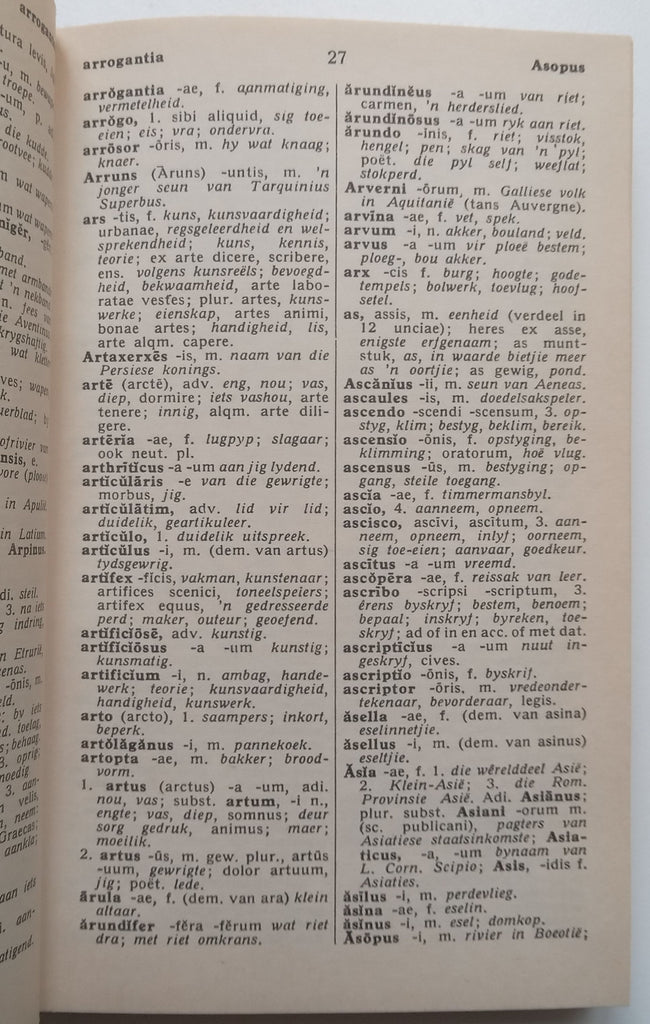 arrogantia
27
Asopus
arrŏgantia -ae, f. aanmatiging,
vermetelheid.
arrŏgo, 1. sibi aliquid, sig toe-
eien; eis; vra; ondervra.
arrōsor -ōris, m. hy wat knaag;
knaer.
Arruns (Āruns) -untis, m. 'n
jonger seun van Tarquinius
Superbus.
ars -tis, f. kuns, kunsvaardigheid;
urbanae, regsgeleerdheid en wel-
sprekendheid; kuns, kennis,
teorie; ex arte dicere, scribere,
ens. volgens kunsreëls; bevoegd-
heid, bekwaamheid, arte labo-
ratae vestes; plur. artes, kuns-
werke; eienskap, artes animi,
bonae artes; handigheid, lis,
arte alqm. capere.
Artaxerxēs -is, m. naam van die
Persiese konings.
artē (arctē), adv. eng, nou; vas,
diep, dormire; iets vashou, arte
tenere; innig, alqm. arte dili-
gere.
artēria -ae, f. lugpyp; slagaar;
ook neut. pl.
arthrīticus -a -um aan jig lydend.
artĭcŭlāris -e van die gewrigte;
morbus, jig.
artĭcŭlātim, adv. lid vir lid;
duidelik, geartikuleer.
artĭcŭlo, 1. duidelik uitspreek.
artĭcŭlus -i, m. (dem. van artus)
tydsgewrig.
artĭfex -fĭcis, vakman, kunstenaar;
artifices scenici, toneelspelers;
artifex equus, 'n gedresseerde
perd; maker, outeur; geoefend.
artĭfĭcĭōsē, adv. kunstig.
artĭfĭcĭōsus -a -um kunstig;
kunsmatig.
artĭficium -i, n. ambag, hande-
werk; teorie; kunsvaardigheid,
handigheid, kunswerk.
arto (arcto), 1. saampers; inkort,
beperk.
artŏlăgănus -i, m. pannekoek.
artopta -ae, m. bakker; brood-
vorm.
1. artus (arctus) -a -um, adi.
nou, vas; subst. artum, -i n.,
engte; vas, diep, somnus; deur
sorg gedruk, animus; maer;
moeilik.
2. artus -ūs, m. gew. plur., artūs
-uum, gewrigte; dolor artuum,
jig; poët. lede.
ārula -ae, f. (dem. van ara) klein
altaar.
ărundĭfer -fĕra -fĕrum wat riet
dra; met riet omkrans.
ărundĭnĕus -a -um van riet;
carmen, 'n herderslied.
ărundĭnōsus -a -um ryk aan riet.
ărundo -inis, f. riet; visstok,
hengel; pen; skag van 'n pyl;
poët. die pyl self; weeflat;
stokperd.
Arverni -ōrum, m. Galliese volk
in Aquitanië (tans Auvergne).
arvīna -ae, f. vet, spek.
arvum -i, n. akker, bouland; veld.
arvus -a -um vir ploeë bestem;
ploeg-, bou akker.
arx -cis f. burg; hoogte; gode-
tempels; bolwerk, toevlug; hoof-
setel.
as, assis, m. eenheid (verdeel in
12 unciae); heres ex asse,
enigste erfgenaam; as munt-
stuk, as, in waarde bietjie meer
as 'n oortjie; as gewig, pond.
Ascănĭus -ii, m. seun van Aeneas.
ascaules -is, m. doedelsakspeler.
ascendo -scendi -scensum, 3. op-
styg, klim; bestyg, beklim, bereik.
ascensĭo -ōnis, f. opstyging, be-
klimming; oratorum, hoë vlug.
ascensus -ūs, m. bestyging; op-
gang, steile toegang.
ascĭa -ae, f. timmermansbyl.
ascĭo, 4. aanneem, opneem.
ascisco, ascivi, ascītum, 3. aan-
neem, opneem, inlyf; oorneem,
sig toe-eien; aanvaar, goedkeur.
ascītus -a -um vreemd.
ascŏpēra -ae, f. reissak van leer.
ascrībo -scripsi -scriptum, 3.
êrens byskryf; bestem, benoem;
bepaal; inskryf; byreken, toe-
skryf; ad of in en acc. of met dat.
ascriptīcius -a -um nuut in-
geskryf, cives.
ascriptĭo -ōnis, f. byskrif.
ascriptor -ōris, m. vredeonder-
tekenaar, bevorderaar, legis.
ăsella -ae, f. (dem. van asina)
eselinnetjie.
ăsellus -i, m. (dem. van asinus)
eseltjie.
Ăsĭa -ae, f. 1. die wêrelddeel Asië;
2. Klein-Asië; 3. die Rom.
Provinsie Asië. Adi. Asiānus;
plur. subst. Asiani -orum m.
(sc. publicani), pagters van
Asiatiese staatsinkomste; Asia-
ticus, -a, -um bynaam van
L. Corn. Scipio; Asis, -idis f.
Asiaties.
ăsīlus -i, m. perdevlieg.
ăsĭna -ae, f. eselin.
ăsĭnus -i, m. esel; domkop.
Āsōpus -i, m. rivier in Boeotië;